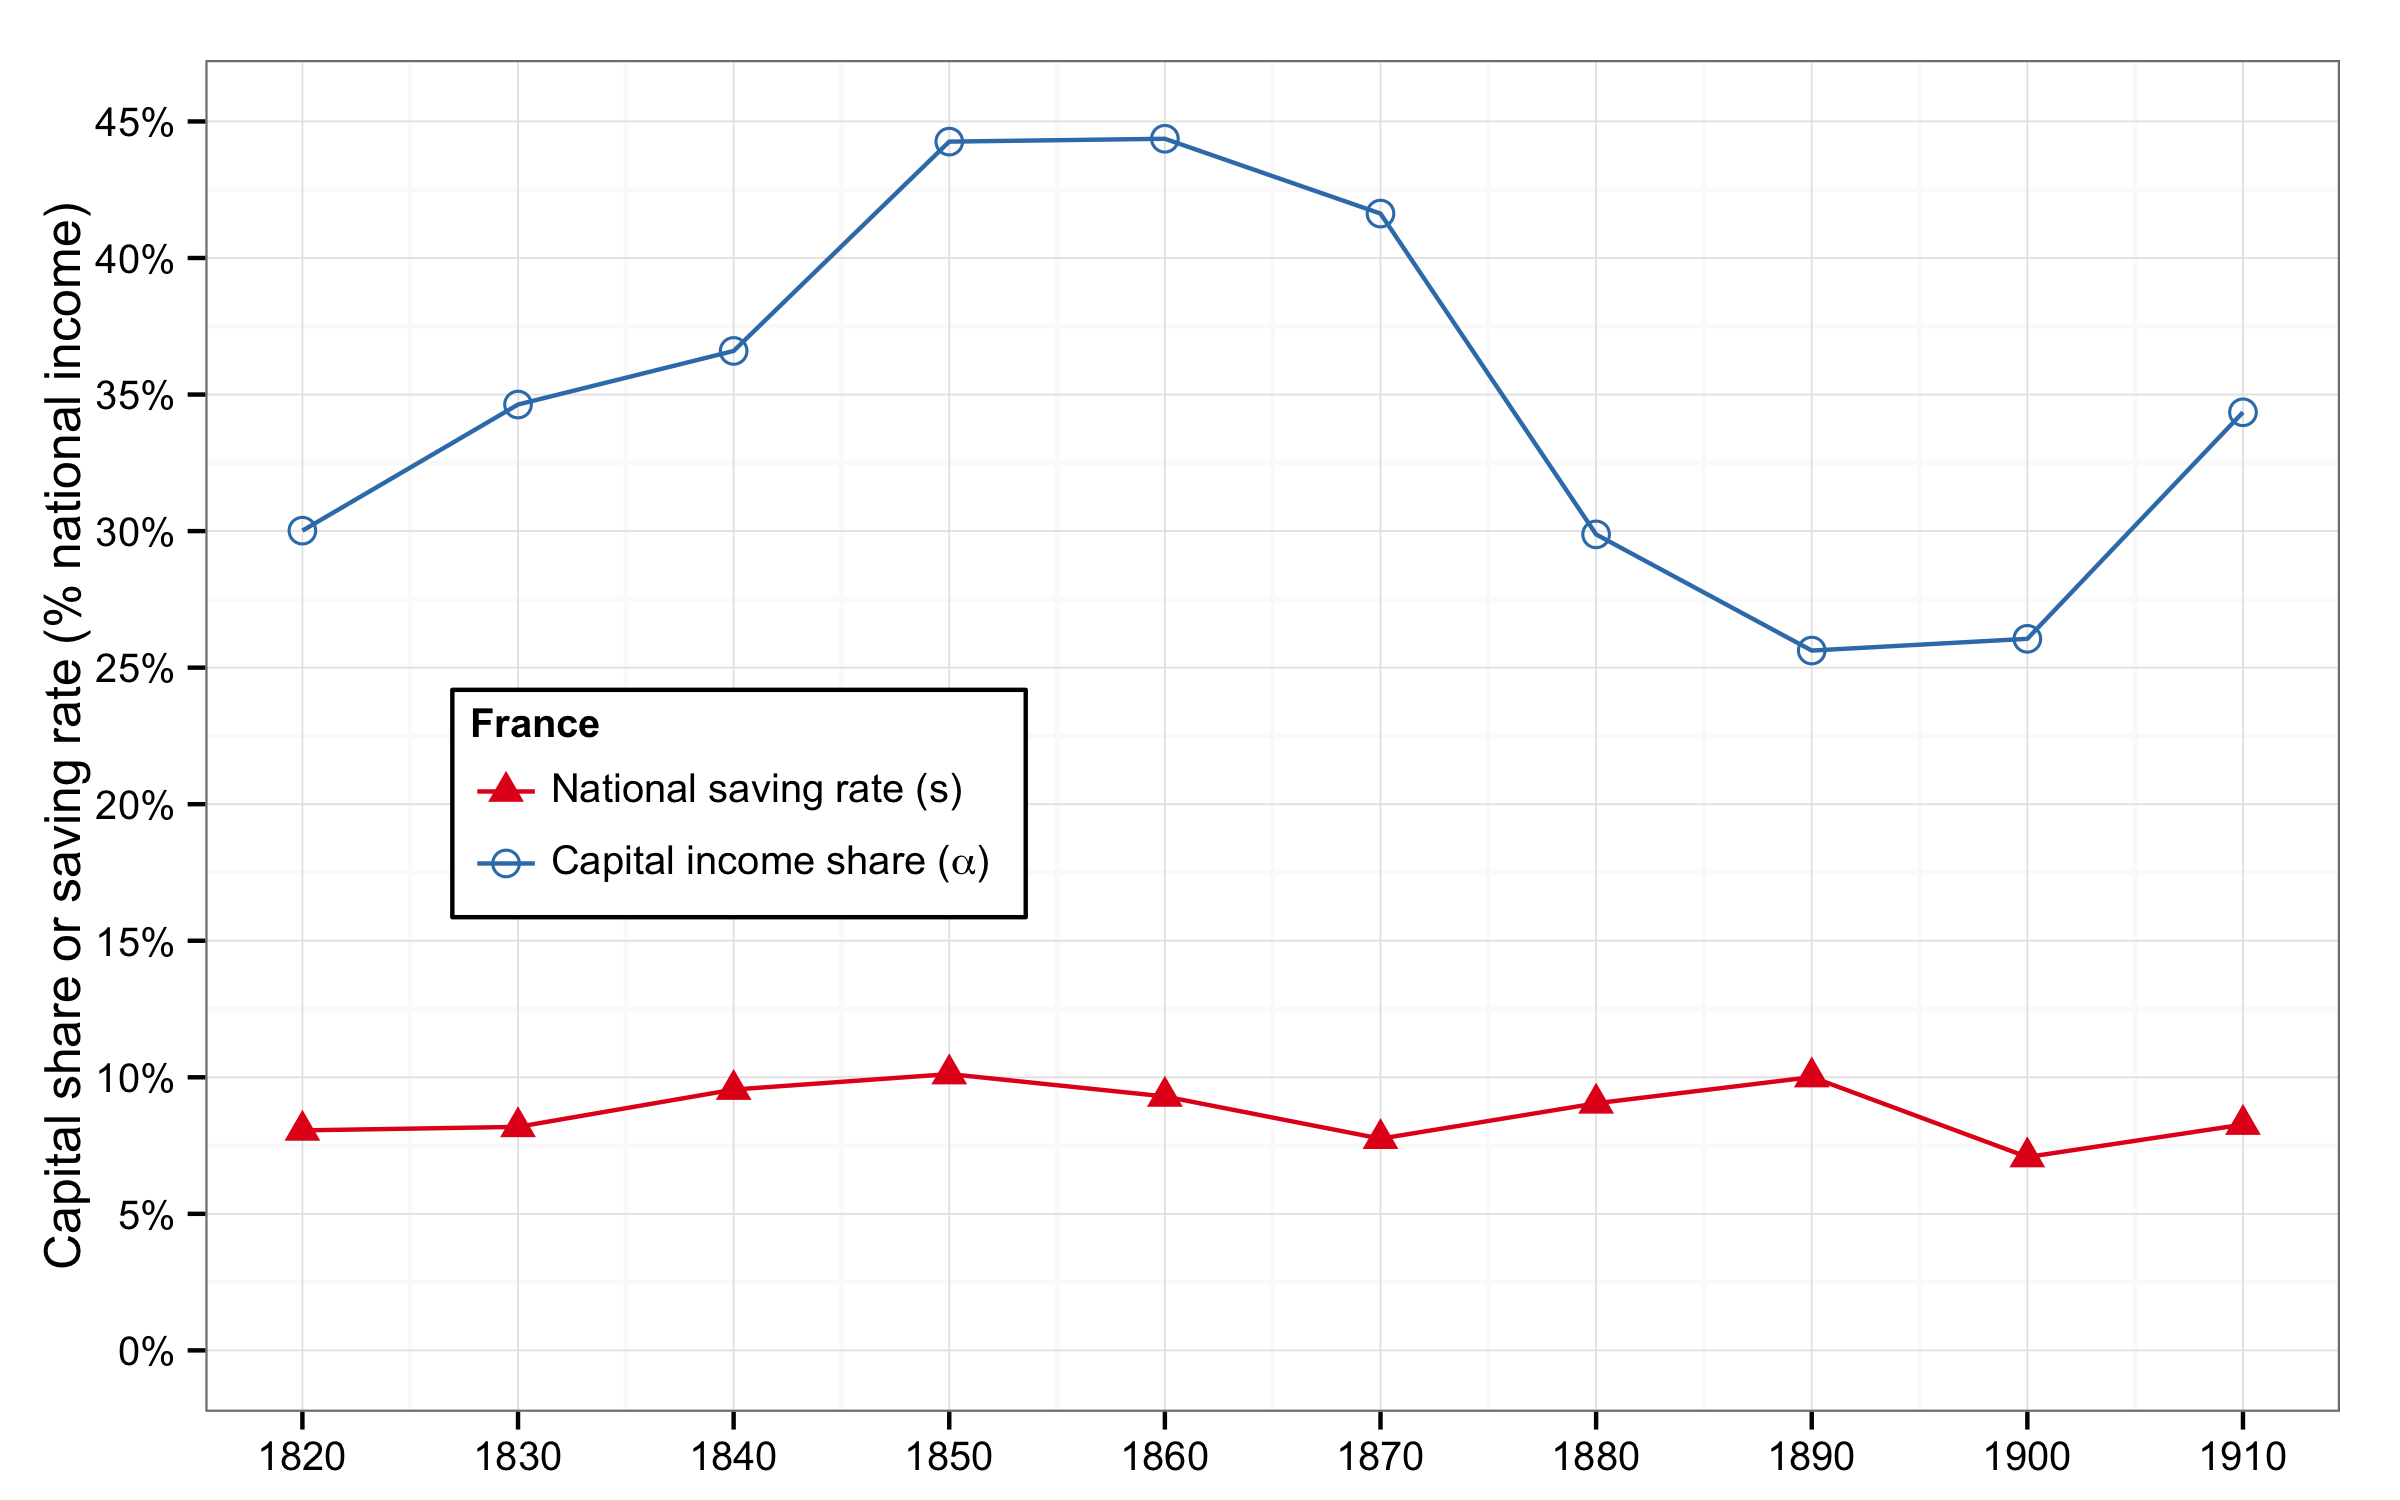 Capital share or saving rate (% national income)
45%
40%
35%
30%
25%
20%
15%
10%
5%
0%
France
National saving rate (s)
Capital income share (α)
1820 1830 1840 1850 1860 1870 1880 1890 1900 1910